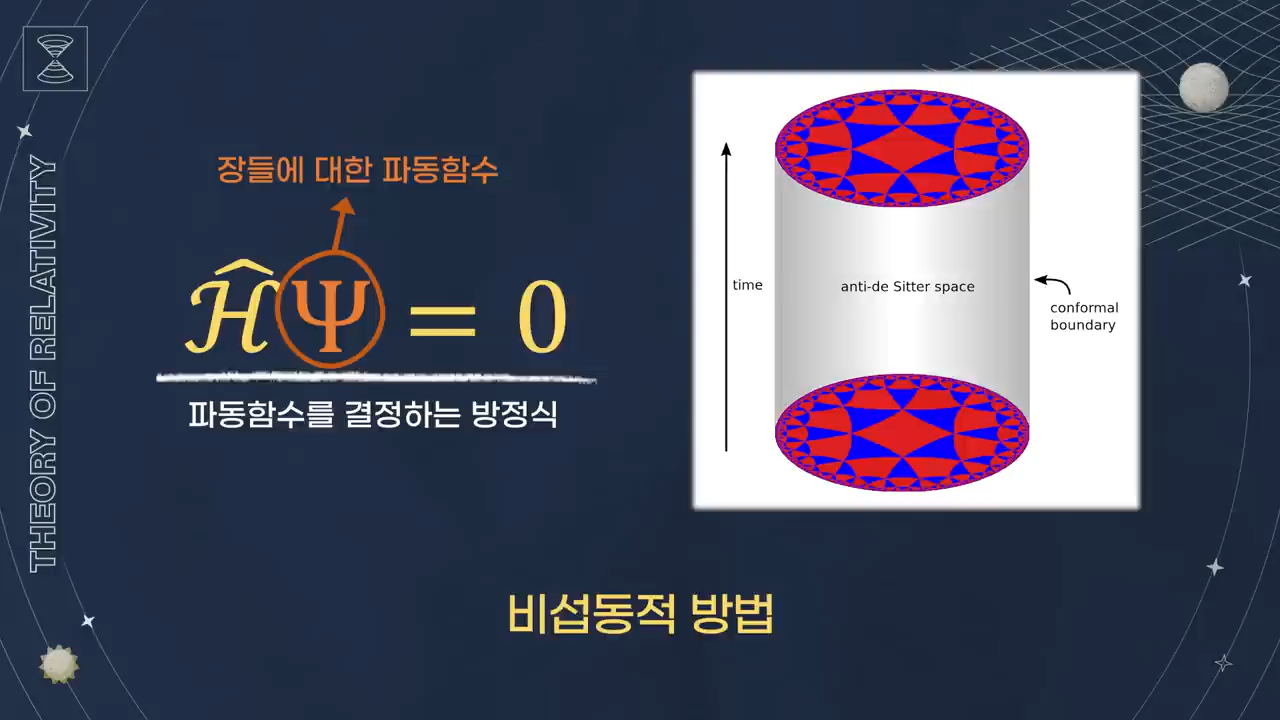 THEORY OF RELATIVITY
장들에 대한 파동함수
ĤΨ = 0
파동함수를 결정하는 방정식
time
anti-de Sitter space
conformal
boundary
비섭동적 방법